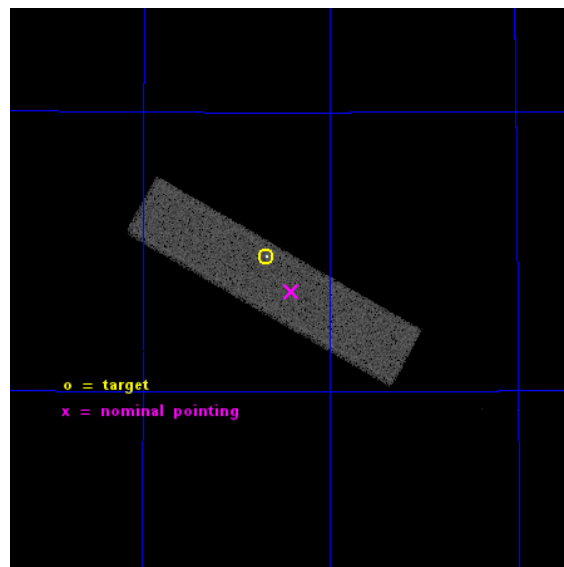 o = target
x = nominal pointing